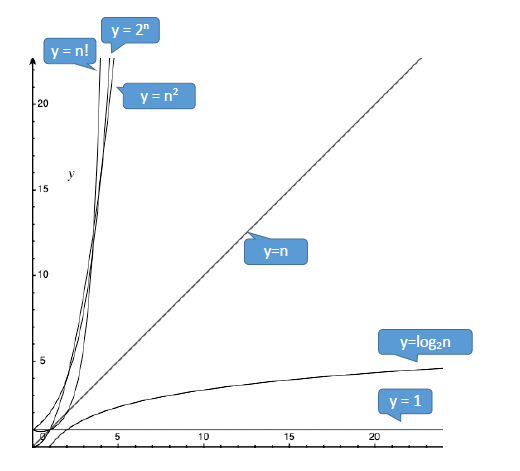 y = 2ⁿ
y = n!
y = n²
20
y
15
y=n
10
y=log₂n
5
y = 1
0
5
10
15
20